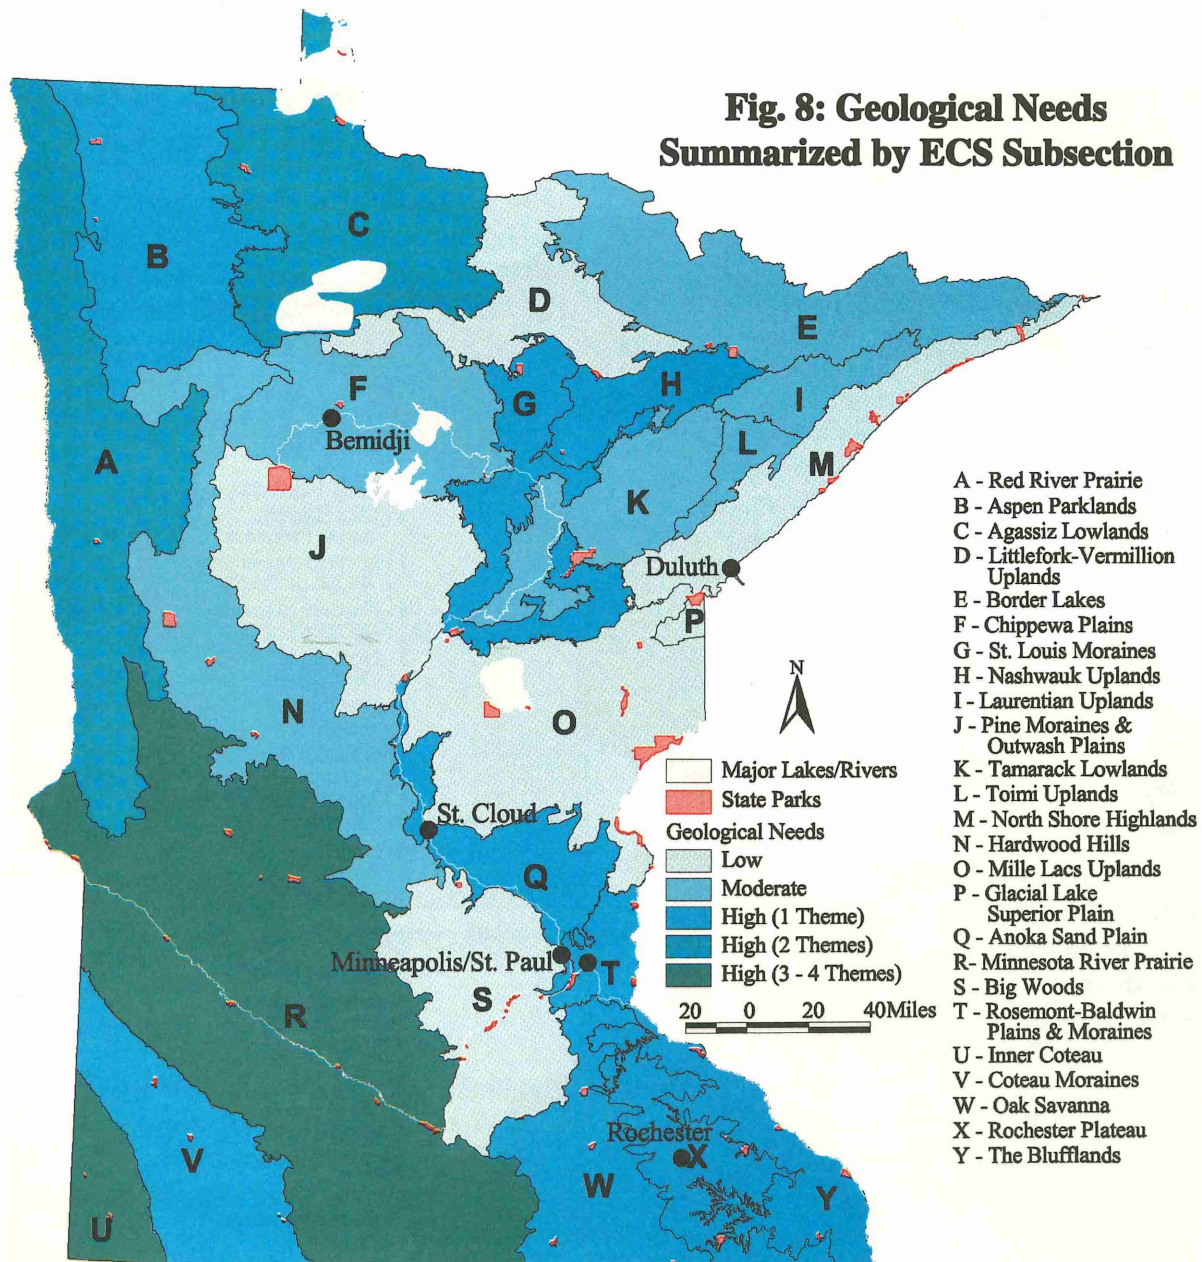 Fig. 8: Geological Needs
Summarized by ECS Subsection
C
B
D
E
F
H
G
I
Bemidji
L
A
M
K
J
Duluth
P
N
N
O
St. Cloud
Q
Minneapolis/St. Paul
T
S
R
Rochester
X
V
W
Y
U
Major Lakes/Rivers
State Parks
Geological Needs
Low
Moderate
High (1 Theme)
High (2 Themes)
High (3 - 4 Themes)
20 0 20 40 Miles
A - Red River Prairie
B - Aspen Parklands
C - Agassiz Lowlands
D - Littlefork-Vermillion
Uplands
E - Border Lakes
F - Chippewa Plains
G - St. Louis Moraines
H - Nashwauk Uplands
I - Laurentian Uplands
J - Pine Moraines &
Outwash Plains
K - Tamarack Lowlands
L - Toimi Uplands
M - North Shore Highlands
N - Hardwood Hills
O - Mille Lacs Uplands
P - Glacial Lake
Superior Plain
Q - Anoka Sand Plain
R- Minnesota River Prairie
S - Big Woods
T - Rosemont-Baldwin
Plains & Moraines
U - Inner Coteau
V - Coteau Moraines
W - Oak Savanna
X - Rochester Plateau
Y - The Blufflands